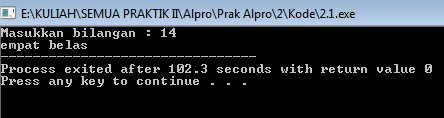 E:\KULIAH\SEMUA PRAKTIK II\Alpro\Prak Alpro\2\Kode\2.1.exe
Masukkan bilangan : 14
empat belas
--------------------------------
Process exited after 102.3 seconds with return value 0
Press any key to continue . . .